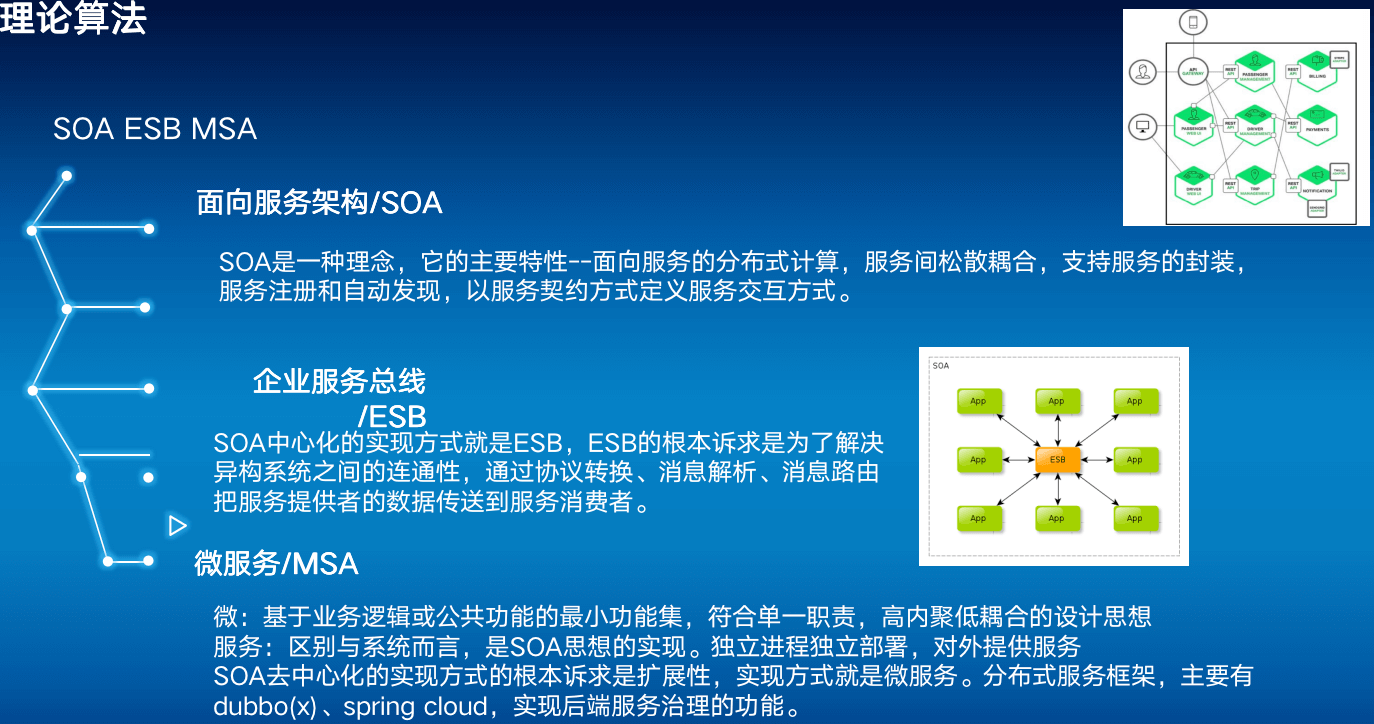 理论算法
SOA ESB MSA
面向服务架构/SOA
SOA是一种理念，它的主要特性--面向服务的分布式计算，服务间松散耦合，支持服务的封装，
服务注册和自动发现，以服务契约方式定义服务交互方式。
企业服务总线
/ESB
SOA中心化的实现方式就是ESB，ESB的根本诉求是为了解决
异构系统之间的连通性，通过协议转换、消息解析、消息路由
把服务提供者的数据传送到服务消费者。
微服务/MSA
微：基于业务逻辑或公共功能的最小功能集，符合单一职责，高内聚低耦合的设计思想
服务：区别与系统而言，是SOA思想的实现。独立进程独立部署，对外提供服务
SOA去中心化的实现方式的根本诉求是扩展性，实现方式就是微服务。分布式服务框架，主要有
dubbo(x)、spring cloud，实现后端服务治理的功能。
API
GATEWAY
REST
API
PASSENGER
MANAGEMENT
REST
API
BILLING
STRIPE
ADAPTER
PASSENGER
WEB UI
REST
API
DRIVER
MANAGEMENT
REST
API
PAYMENTS
DRIVER
WEB UI
REST
API
TRIP
MANAGEMENT
REST
API
NOTIFICATION
TWILIO
ADAPTER
SENDGRID
ADAPTER
SOA
App
App
App
App
ESB
App
App
App
App